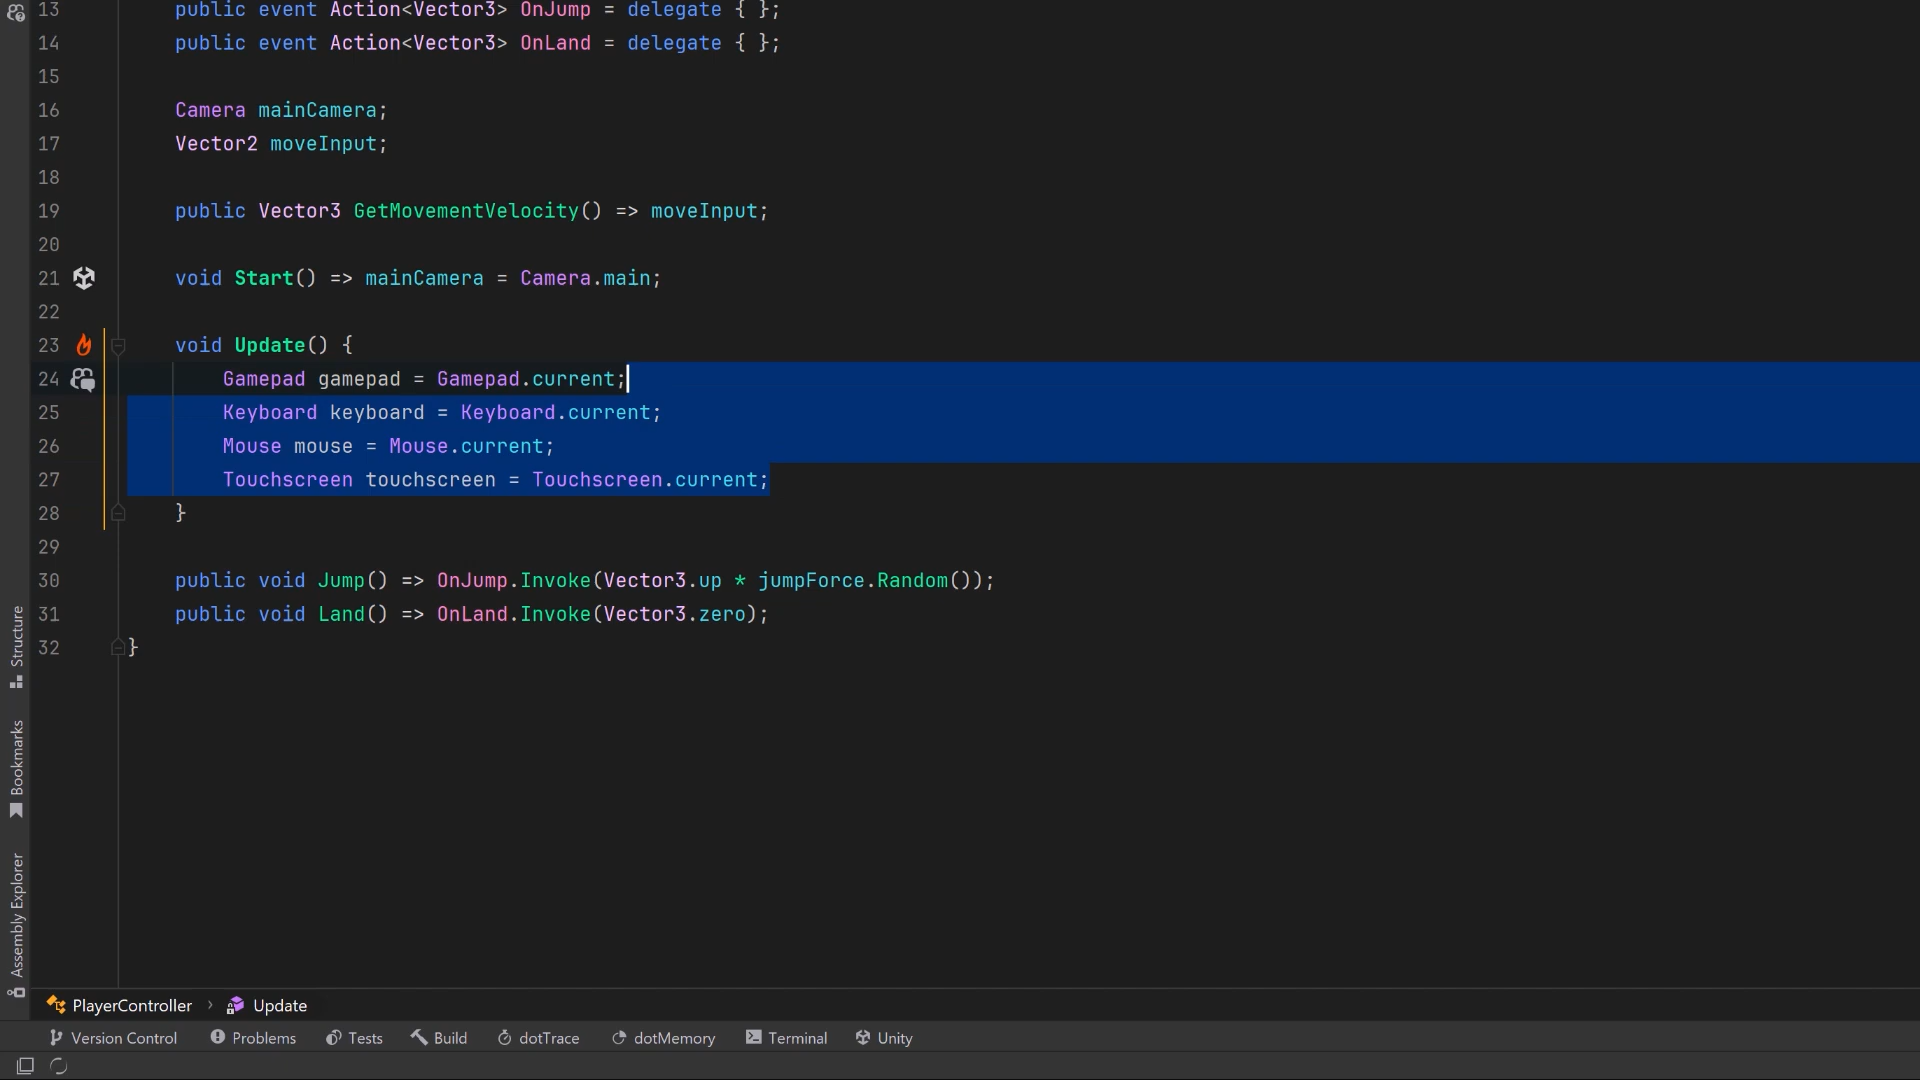 13 public event Action<Vector3> OnJump = delegate { };
14 public event Action<Vector3> OnLand = delegate { };
15
16 Camera mainCamera;
17 Vector2 moveInput;
18
19 public Vector3 GetMovementVelocity() => moveInput;
20
21 void Start() => mainCamera = Camera.main;
22
23 void Update() {
24 Gamepad gamepad = Gamepad.current;
25 Keyboard keyboard = Keyboard.current;
26 Mouse mouse = Mouse.current;
27 Touchscreen touchscreen = Touchscreen.current;
28 }
29
30 public void Jump() => OnJump.Invoke(Vector3.up * jumpForce.Random());
31 public void Land() => OnLand.Invoke(Vector3.zero);
32 }
Structure
Bookmarks
Assembly Explorer
PlayerController > Update
Version Control Problems Tests Build dotTrace dotMemory Terminal Unity